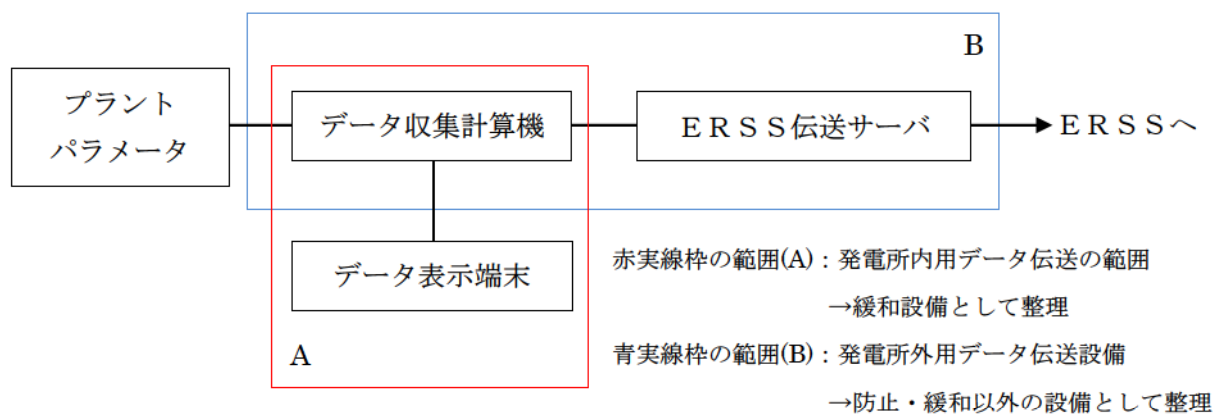 B
プラント
パラメータ
データ収集計算機
ＥＲＳＳ伝送サーバ
ＥＲＳＳへ
データ表示端末
A
赤実線枠の範囲(A)：発電所内用データ伝送の範囲
→緩和設備として整理
青実線枠の範囲(B)：発電所外用データ伝送設備
→防止・緩和以外の設備として整理